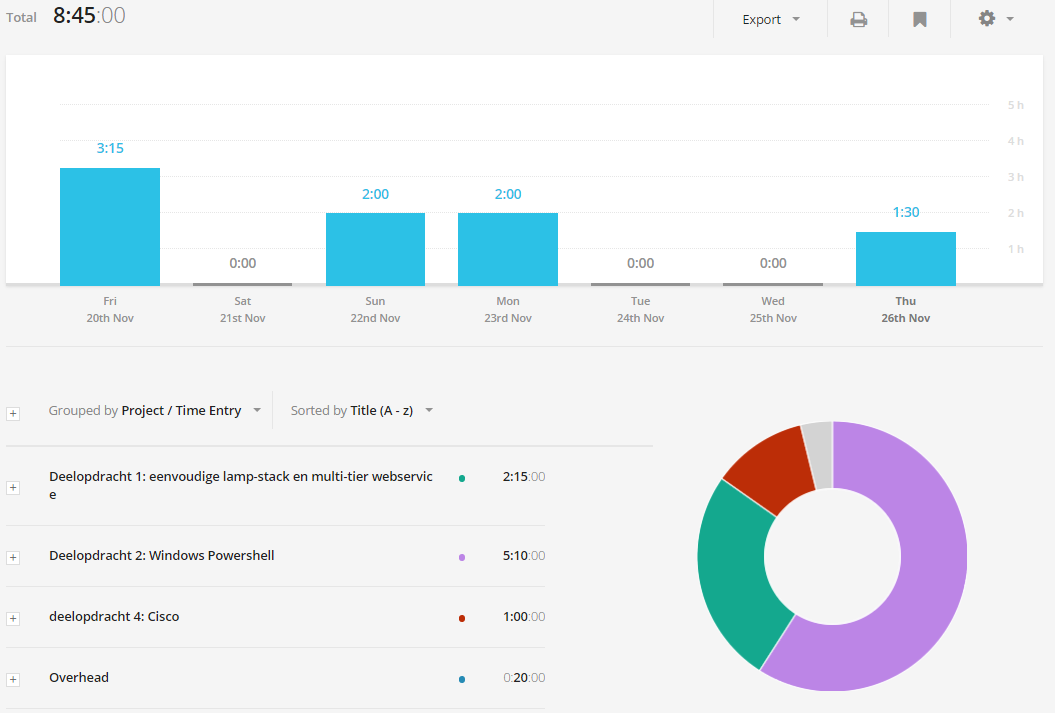 Total 8:45:00
Export
5 h
4 h
3:15
3 h
2:00 2:00
1:30
2 h
1 h
0:00 0:00 0:00
Fri Sat Sun Mon Tue Wed Thu
20th Nov 21st Nov 22nd Nov 23rd Nov 24th Nov 25th Nov 26th Nov
Grouped by Project / Time Entry Sorted by Title (A - z)
Deelopdracht 1: eenvoudige lamp-stack en multi-tier webservic 2:15:00
e
Deelopdracht 2: Windows Powershell 5:10:00
deelopdracht 4: Cisco 1:00:00
Overhead 0:20:00